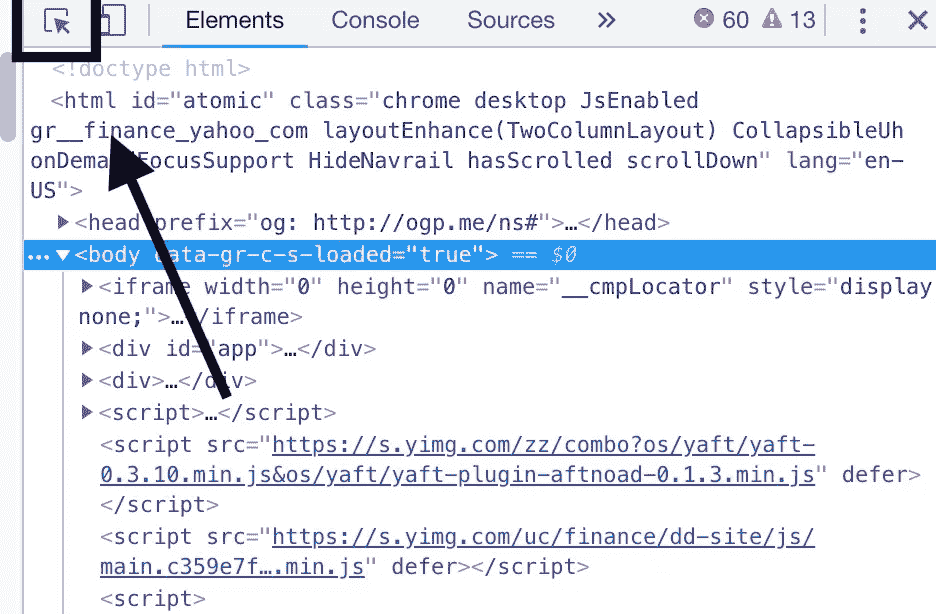 Elements Console Sources » 60 13
<!doctype html>
<html id="atomic" class="chrome desktop JsEnabled
gr__finance_yahoo_com layoutEnhance(TwoColumnLayout) CollapsibleUh
FocusSupport HideNavrail hasScrolled scrollDown" lang="en-
US">
<head prefix="og: http://ogp.me/ns#">…</head>
… <body data-gr-c-s-loaded="true"> == $0
<iframe width="0" height="0" name="__cmpLocator" style="display
none;">…</iframe>
<div id="app">…</div>
<div>…</div>
<script>…</script>
<script src="https://s.yimg.com/zz/combo?os/yaft/yaft-
0.3.10.min.js&os/yaft/yaft-plugin-aftnoad-0.1.3.min.js" defer>
</script>
<script src="https://s.yimg.com/uc/finance/dd-site/js/
main.c359e7f….min.js" defer></script>
<script>